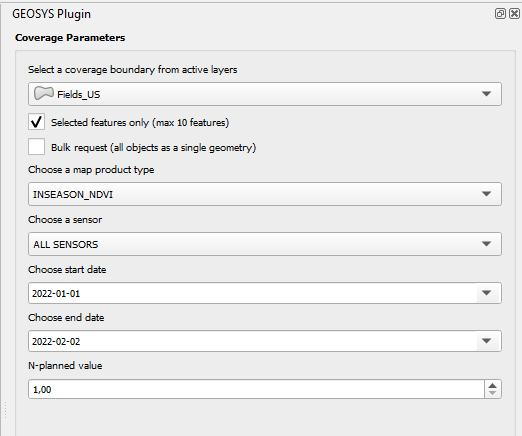 GEOSYS Plugin
Coverage Parameters
Select a coverage boundary from active layers
Fields_US
Selected features only (max 10 features)
Bulk request (all objects as a single geometry)
Choose a map product type
INSEASON_NDVI
Choose a sensor
ALL SENSORS
Choose start date
2022-01-01
Choose end date
2022-02-02
N-planned value
1,00